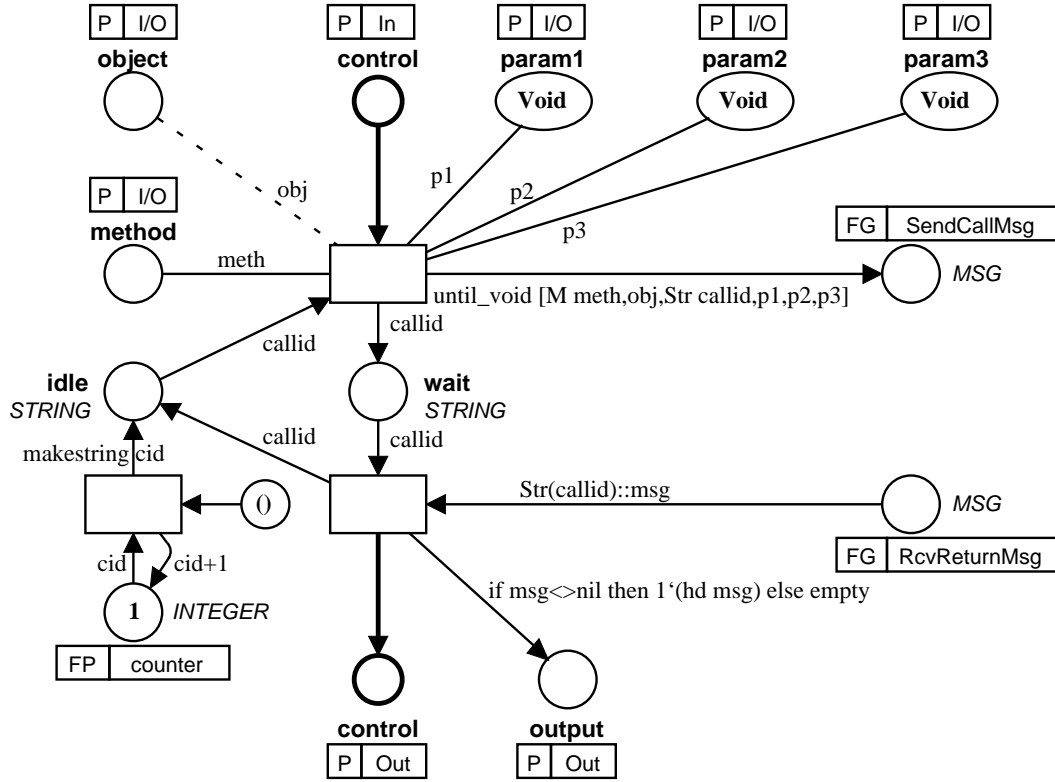 P I/O
P In
P I/O
P I/O
P I/O
object
control
param1
param2
param3
Void
Void
Void
obj
p1
p2
p3
P I/O
method
meth
FG SendCallMsg
MSG
until_void [M meth,obj,Str callid,p1,p2,p3]
callid
callid
idle
STRING
wait
STRING
callid
callid
makestring cid
()
Str(callid)::msg
MSG
FG RcvReturnMsg
cid
cid+1
1
INTEGER
FP counter
if msg<>nil then 1‘(hd msg) else empty
control
output
P Out
P Out